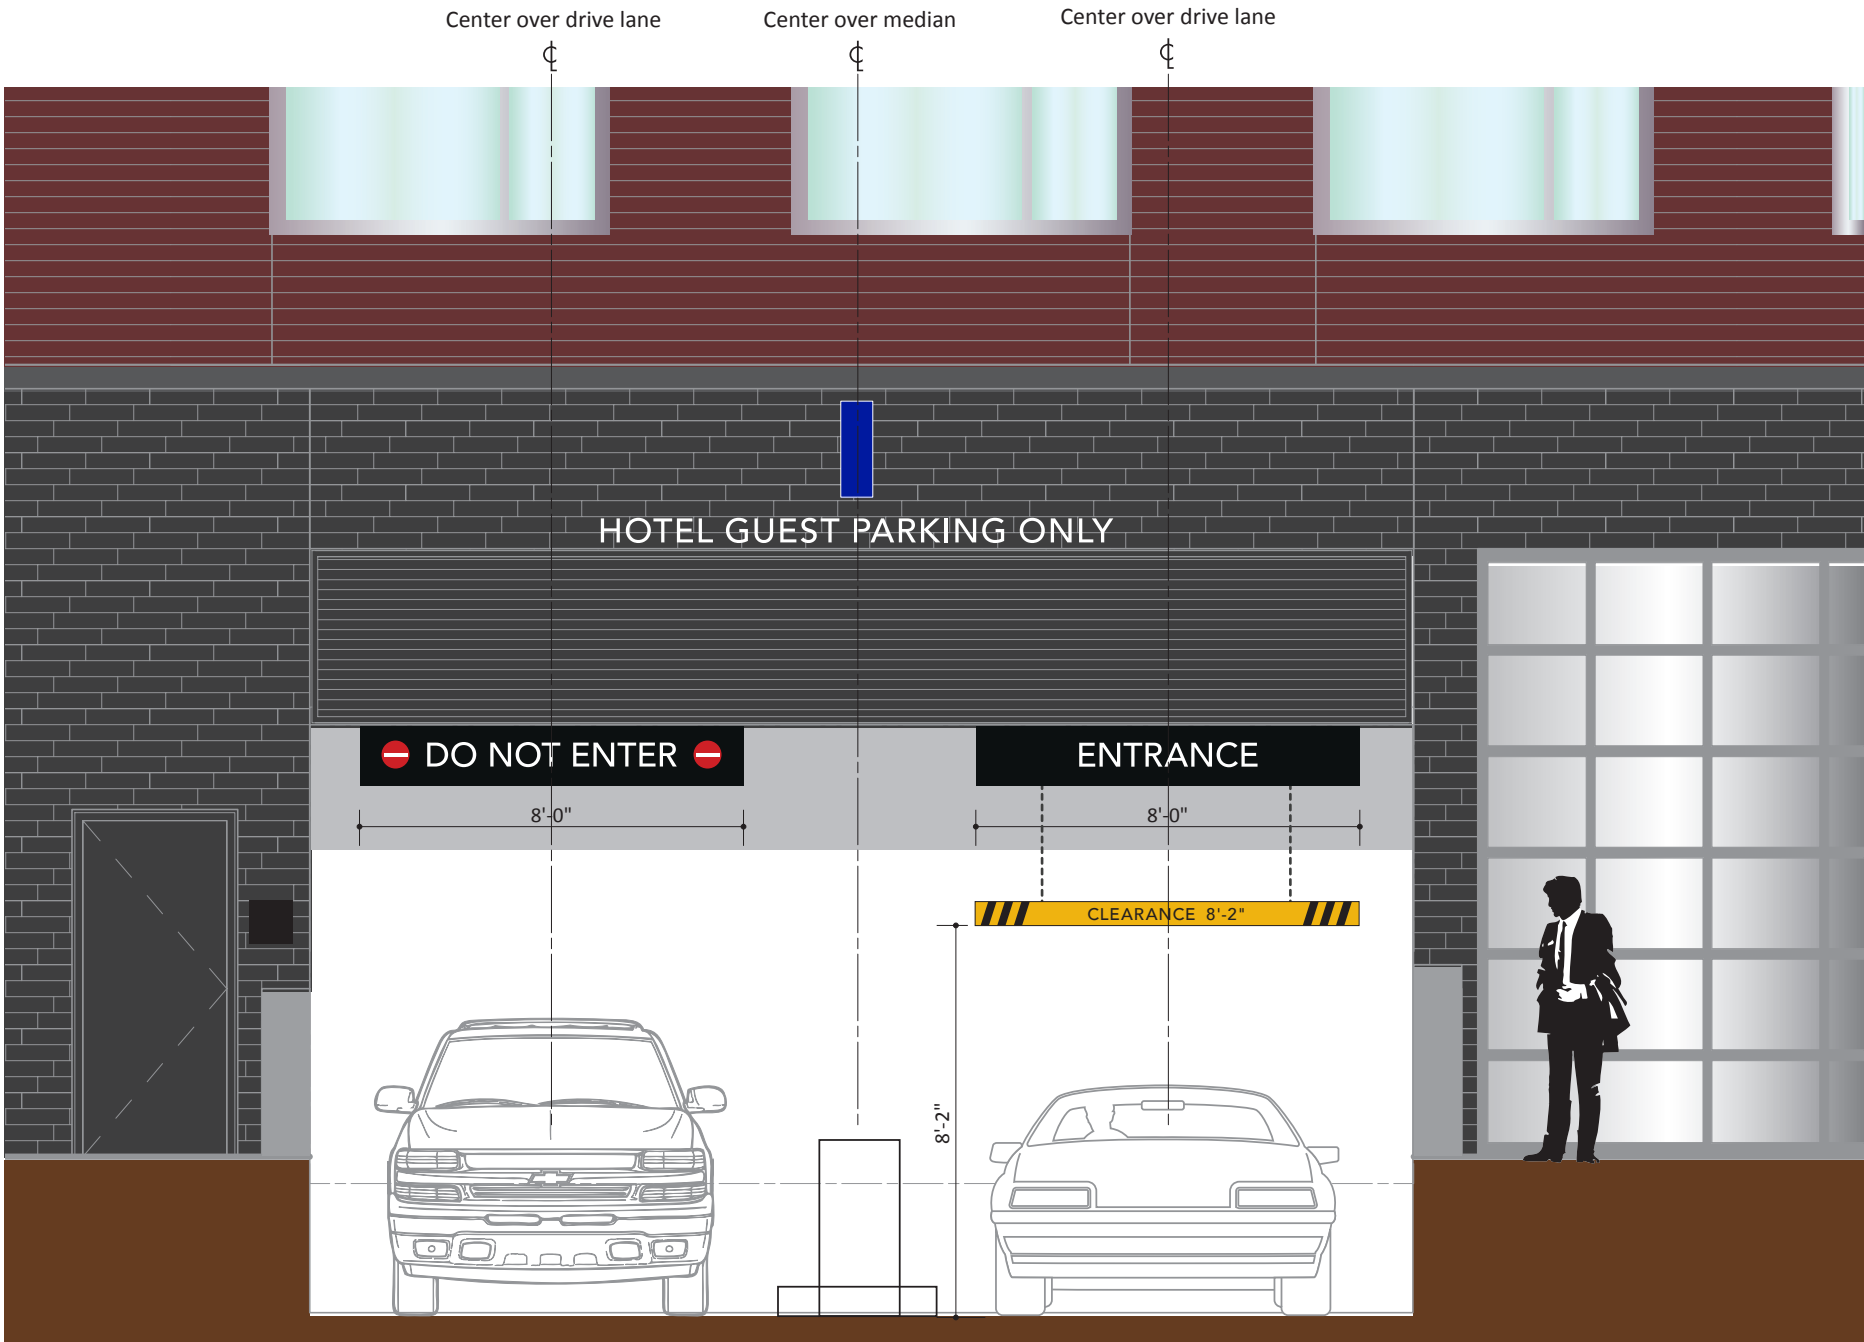 Center over drive lane
Center over median
Center over drive lane
HOTEL GUEST PARKING ONLY
DO NOT ENTER
ENTRANCE
8'-0"
8'-0"
CLEARANCE 8'-2"
8'-2"